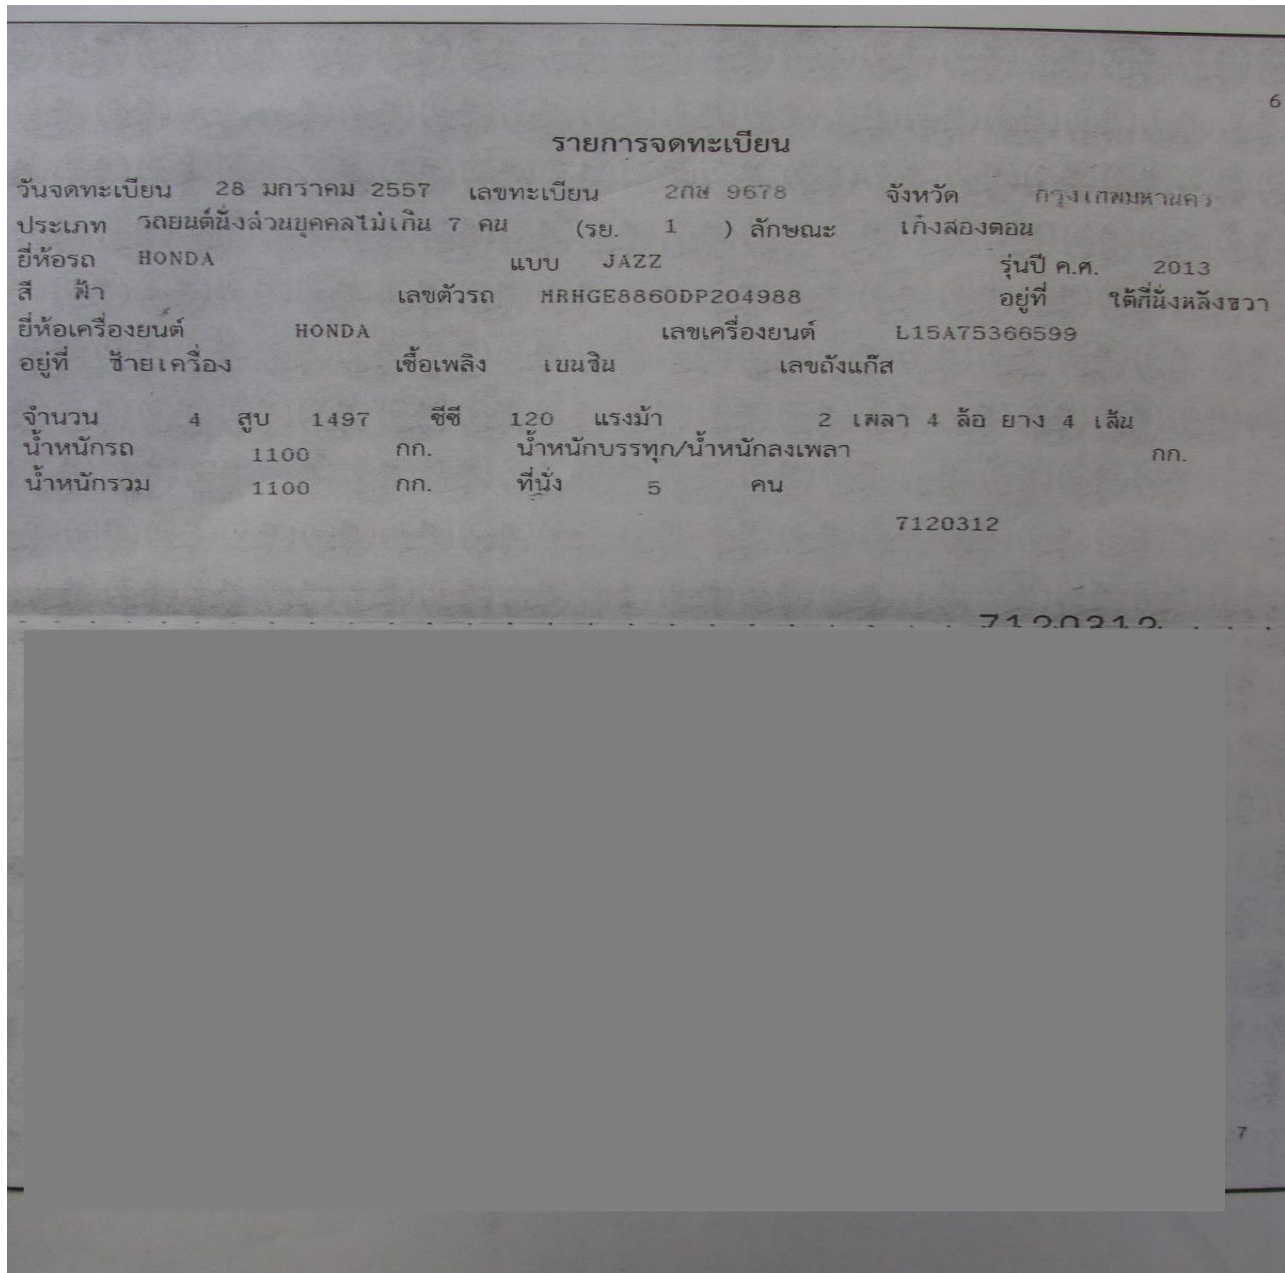 6
รายการจดทะเบียน
วันจดทะเบียน 28 มกราคม 2557 เลขทะเบียน 2กษ 9678 จังหวัด กรุงเทพมหานคร
ประเภท รถยนต์นั่งส่วนบุคคลไม่เกิน 7 คน (รย. 1 ) ลักษณะ เก๋งสองตอน
ยี่ห้อรถ HONDA แบบ JAZZ รุ่นปี ค.ศ. 2013
สี ฟ้า เลขตัวรถ MRHGE8860DP204988 อยู่ที่ ใต้ที่นั่งหลังขวา
ยี่ห้อเครื่องยนต์ HONDA เลขเครื่องยนต์ L15A75366599
อยู่ที่ ซ้ายเครื่อง เชื้อเพลิง เบนซิน เลขถังแก๊ส
จำนวน 4 สูบ 1497 ซีซี 120 แรงม้า 2 เพลา 4 ล้อ ยาง 4 เส้น
น้ำหนักรถ 1100 กก. น้ำหนักบรรทุก/น้ำหนักลงเพลา กก.
น้ำหนักรวม 1100 กก. ที่นั่ง 5 คน
7120312
7120312
7